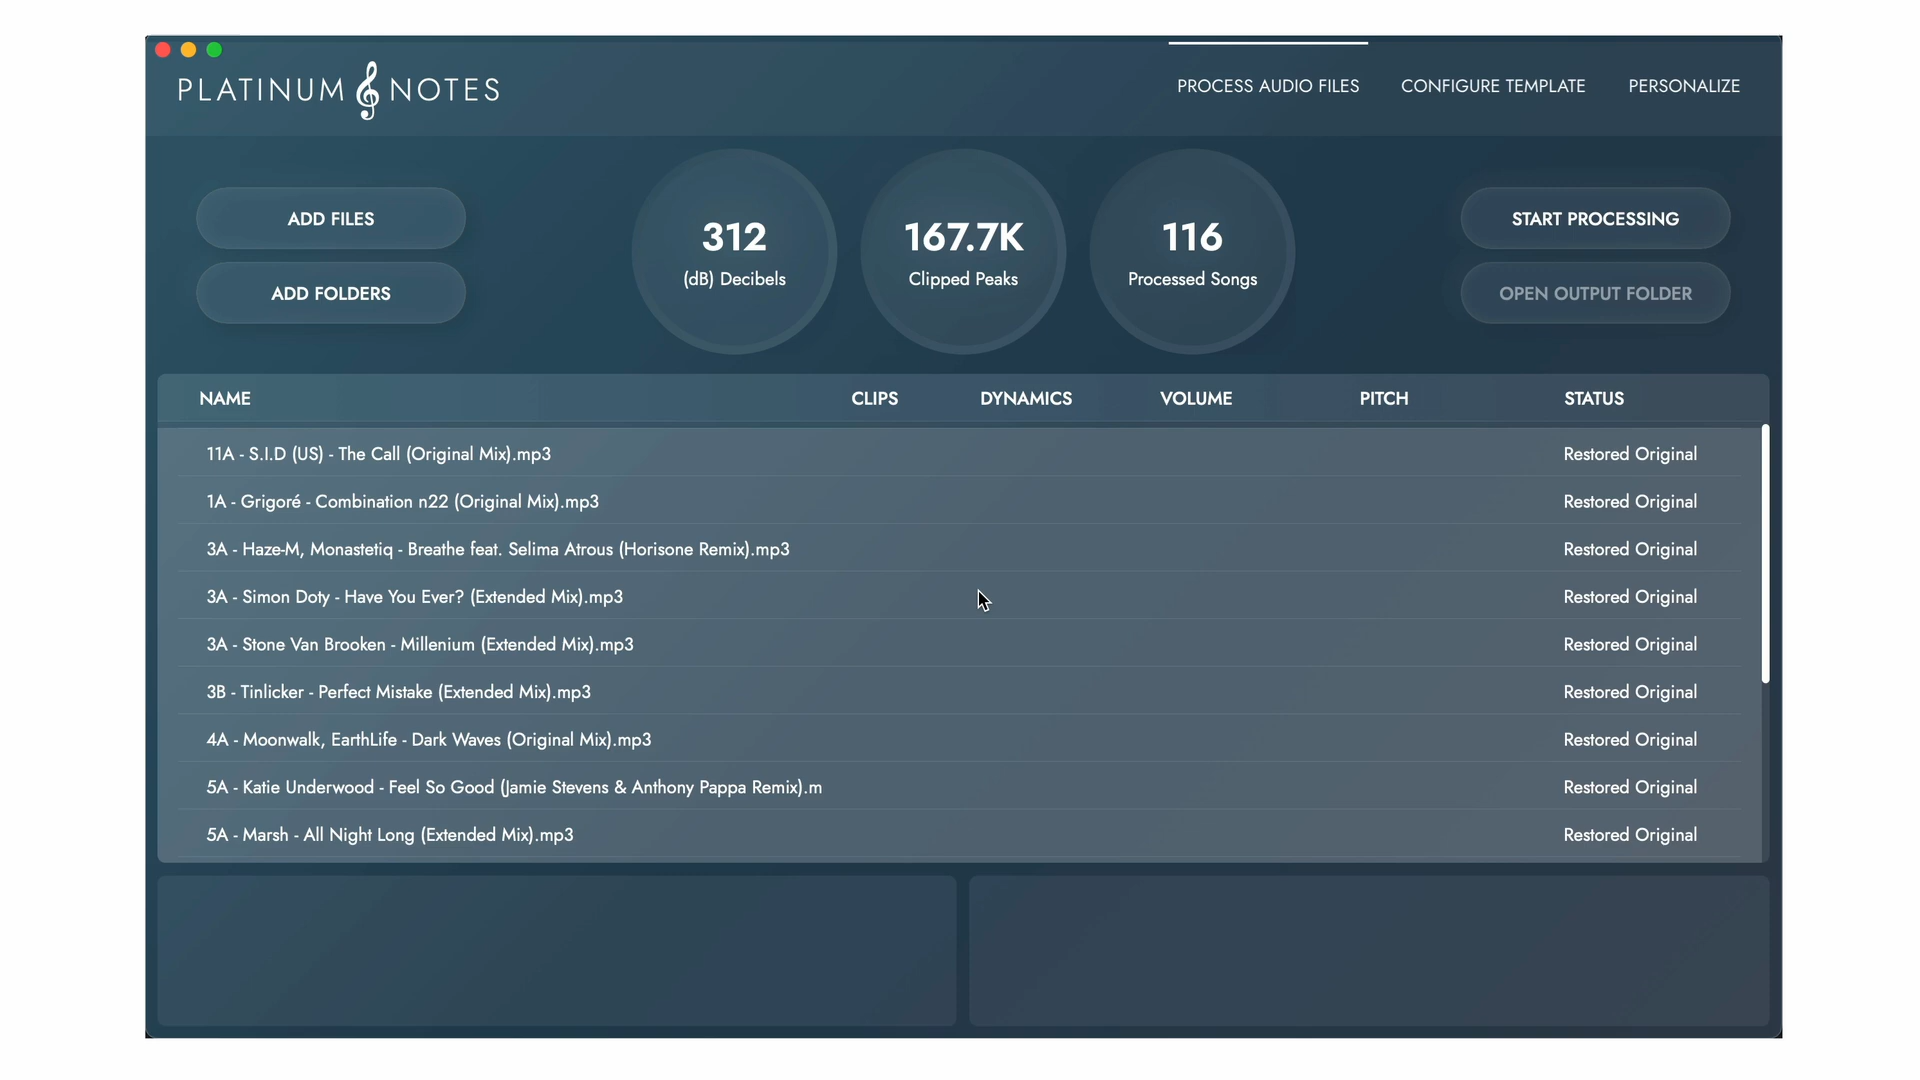 PLATINUM NOTES
PROCESS AUDIO FILES CONFIGURE TEMPLATE PERSONALIZE
ADD FILES
ADD FOLDERS
312
(dB) Decibels
167.7K
Clipped Peaks
116
Processed Songs
START PROCESSING
OPEN OUTPUT FOLDER
NAME CLIPS DYNAMICS VOLUME PITCH STATUS
11A - S.I.D (US) - The Call (Original Mix).mp3 Restored Original
1A - Grigoré - Combination n22 (Original Mix).mp3 Restored Original
3A - Haze-M, Monastetiq - Breathe feat. Selima Atrous (Horisone Remix).mp3 Restored Original
3A - Simon Doty - Have You Ever? (Extended Mix).mp3 Restored Original
3A - Stone Van Brooken - Millenium (Extended Mix).mp3 Restored Original
3B - Tinlicker - Perfect Mistake (Extended Mix).mp3 Restored Original
4A - Moonwalk, EarthLife - Dark Waves (Original Mix).mp3 Restored Original
5A - Katie Underwood - Feel So Good (Jamie Stevens & Anthony Pappa Remix).m Restored Original
5A - Marsh - All Night Long (Extended Mix).mp3 Restored Original